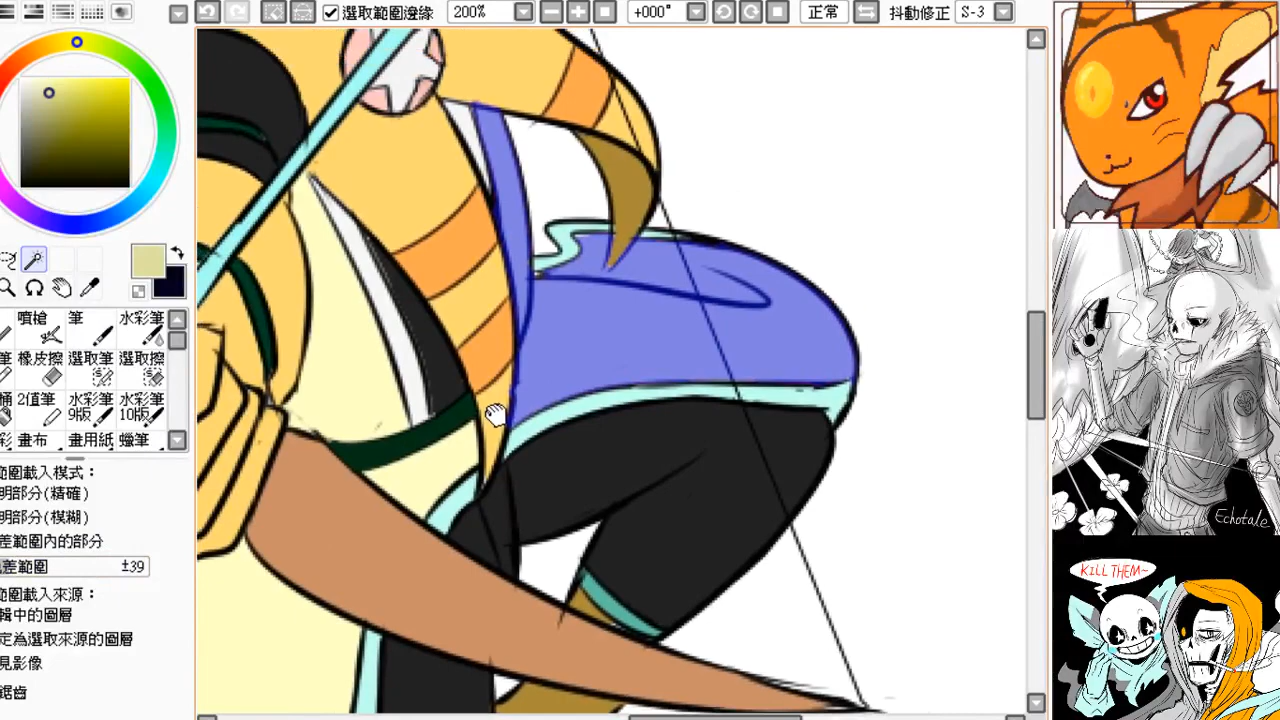 選取範圍邊緣 200% +000° 正常 抖動修正 S-3
噴槍 筆 水彩筆
筆 橡皮擦 選取筆 選取擦
桶 2值筆 水彩筆 9版 水彩筆 10版
彩 畫布 畫用紙 蠟筆
範圍載入模式：
明部分(精確)
明部分(模糊)
差範圍內的部分
差範圍 ±39
範圍載入來源：
輯中的圖層
定為選取來源的圖層
見影像
鋸齒
Echotale
KILL THEM~